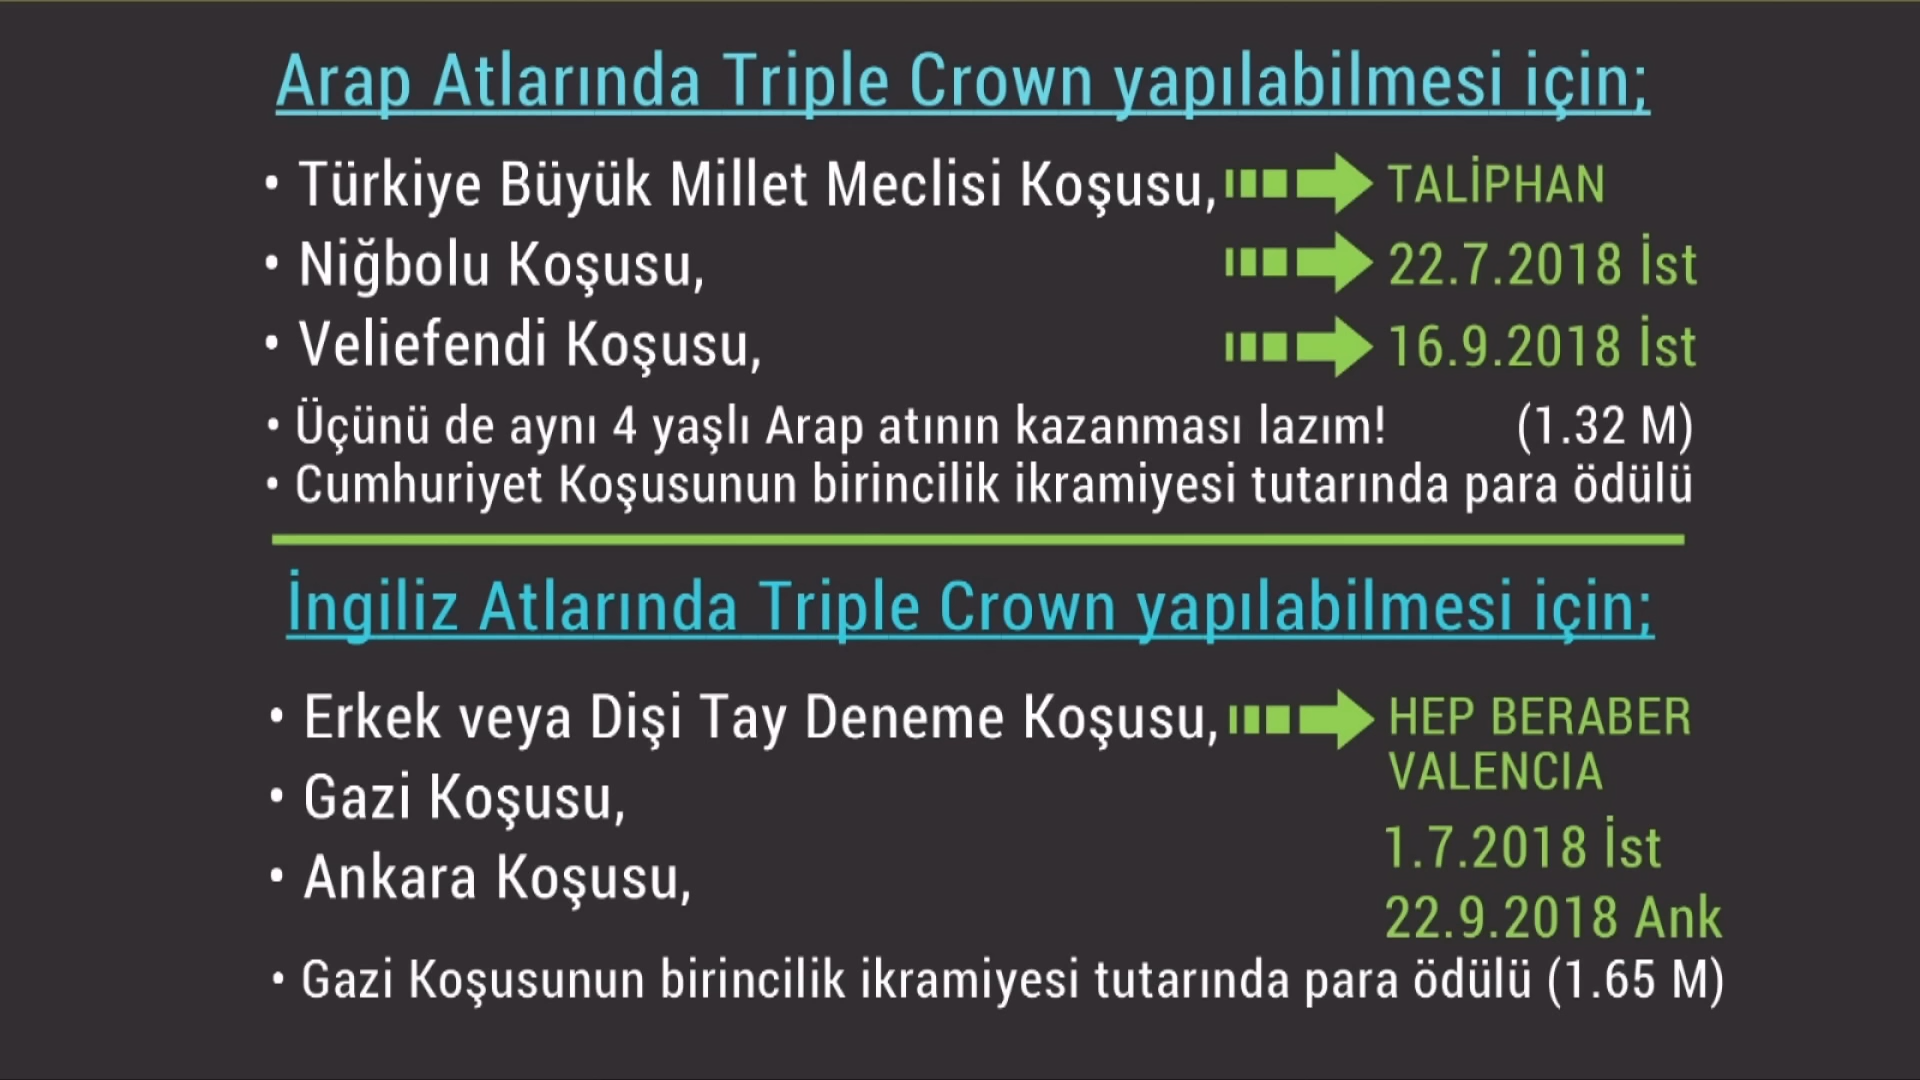 Arap Atlarında Triple Crown yapılabilmesi için;
• Türkiye Büyük Millet Meclisi Koşusu, TALİPHAN
• Niğbolu Koşusu, 22.7.2018 İst
• Veliefendi Koşusu, 16.9.2018 İst
• Üçünü de aynı 4 yaşlı Arap atının kazanması lazım! (1.32 M)
• Cumhuriyet Koşusunun birincilik ikramiyesi tutarında para ödülü
İngiliz Atlarında Triple Crown yapılabilmesi için;
• Erkek veya Dişi Tay Deneme Koşusu, HEP BERABER
VALENCIA
• Gazi Koşusu,
1.7.2018 İst
• Ankara Koşusu,
22.9.2018 Ank
• Gazi Koşusunun birincilik ikramiyesi tutarında para ödülü (1.65 M)